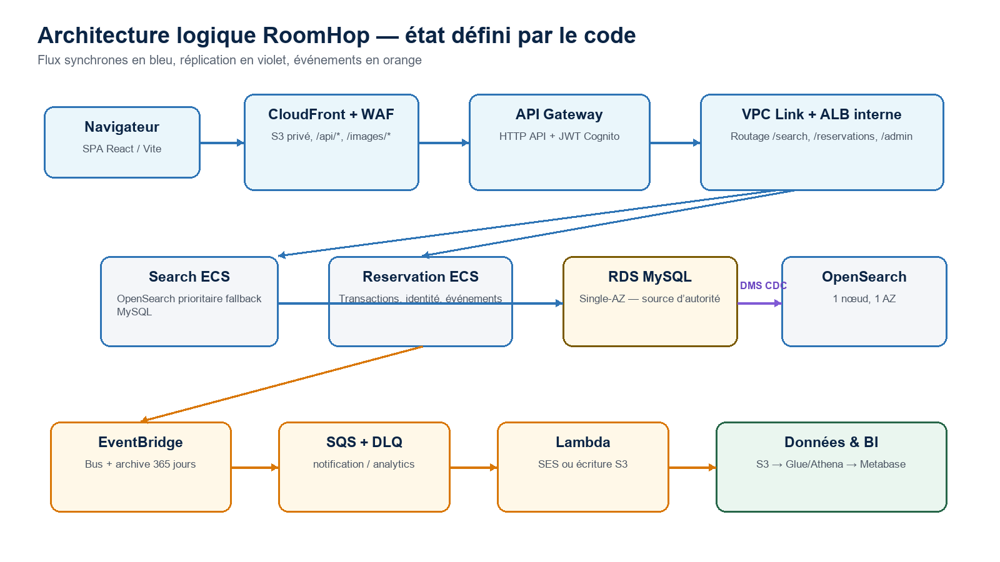 Architecture logique RoomHop — état défini par le code
Flux synchrones en bleu, réplication en violet, événements en orange
Navigateur
SPA React / Vite
CloudFront + WAF
S3 privé, /api/*, /images/*
API Gateway
HTTP API + JWT Cognito
VPC Link + ALB interne
Routage /search, /reservations, /admin
Search ECS
OpenSearch prioritaire fallback
MySQL
Reservation ECS
Transactions, identité, événements
RDS MySQL
Single-AZ — source d’autorité
DMS CDC
OpenSearch
1 nœud, 1 AZ
EventBridge
Bus + archive 365 jours
SQS + DLQ
notification / analytics
Lambda
SES ou écriture S3
Données & BI
S3 → Glue/Athena → Metabase